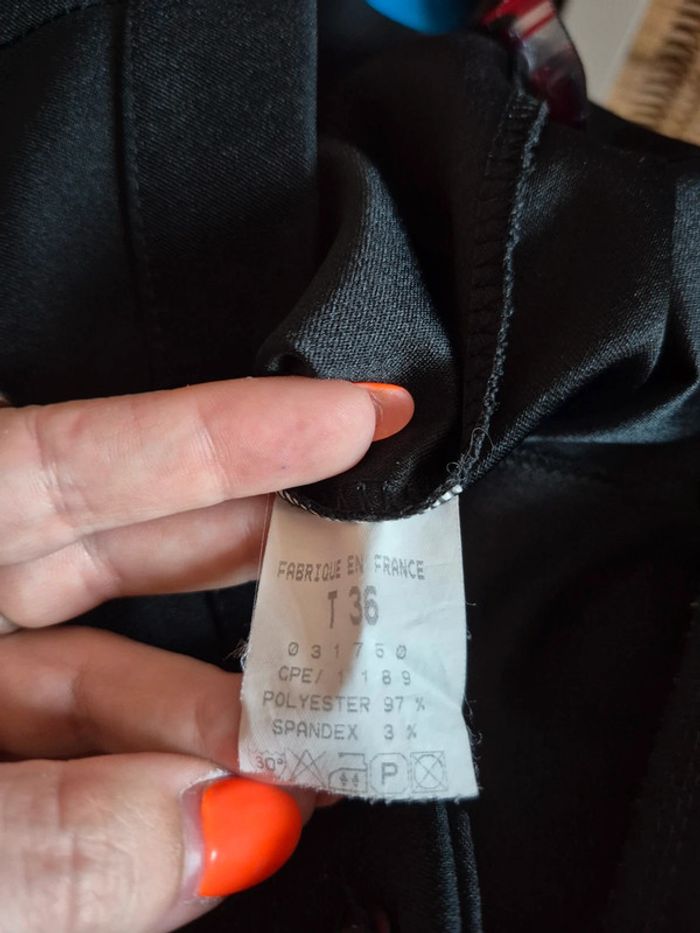 FABRIQUE EN FRANCE
T 36
031760
CPE/ 1189
POLYESTER 97 %
SPANDEX 3 %
30° P